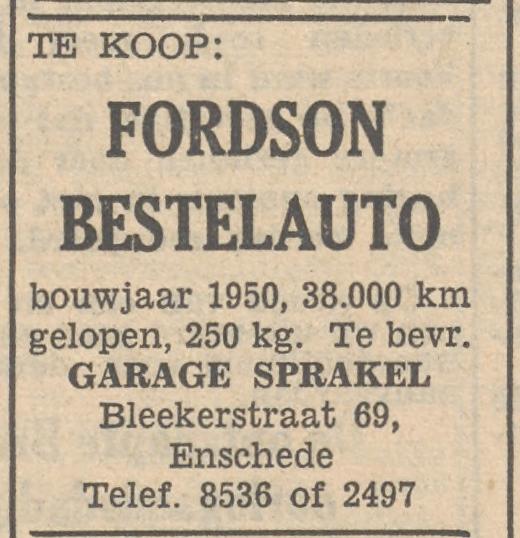 TE KOOP:
FORDSON
BESTELAUTO
bouwjaar 1950, 38.000 km
gelopen, 250 kg. Te bevr.
GARAGE SPRAKEL
Bleekerstraat 69,
Enschede
Telef. 8536 of 2497